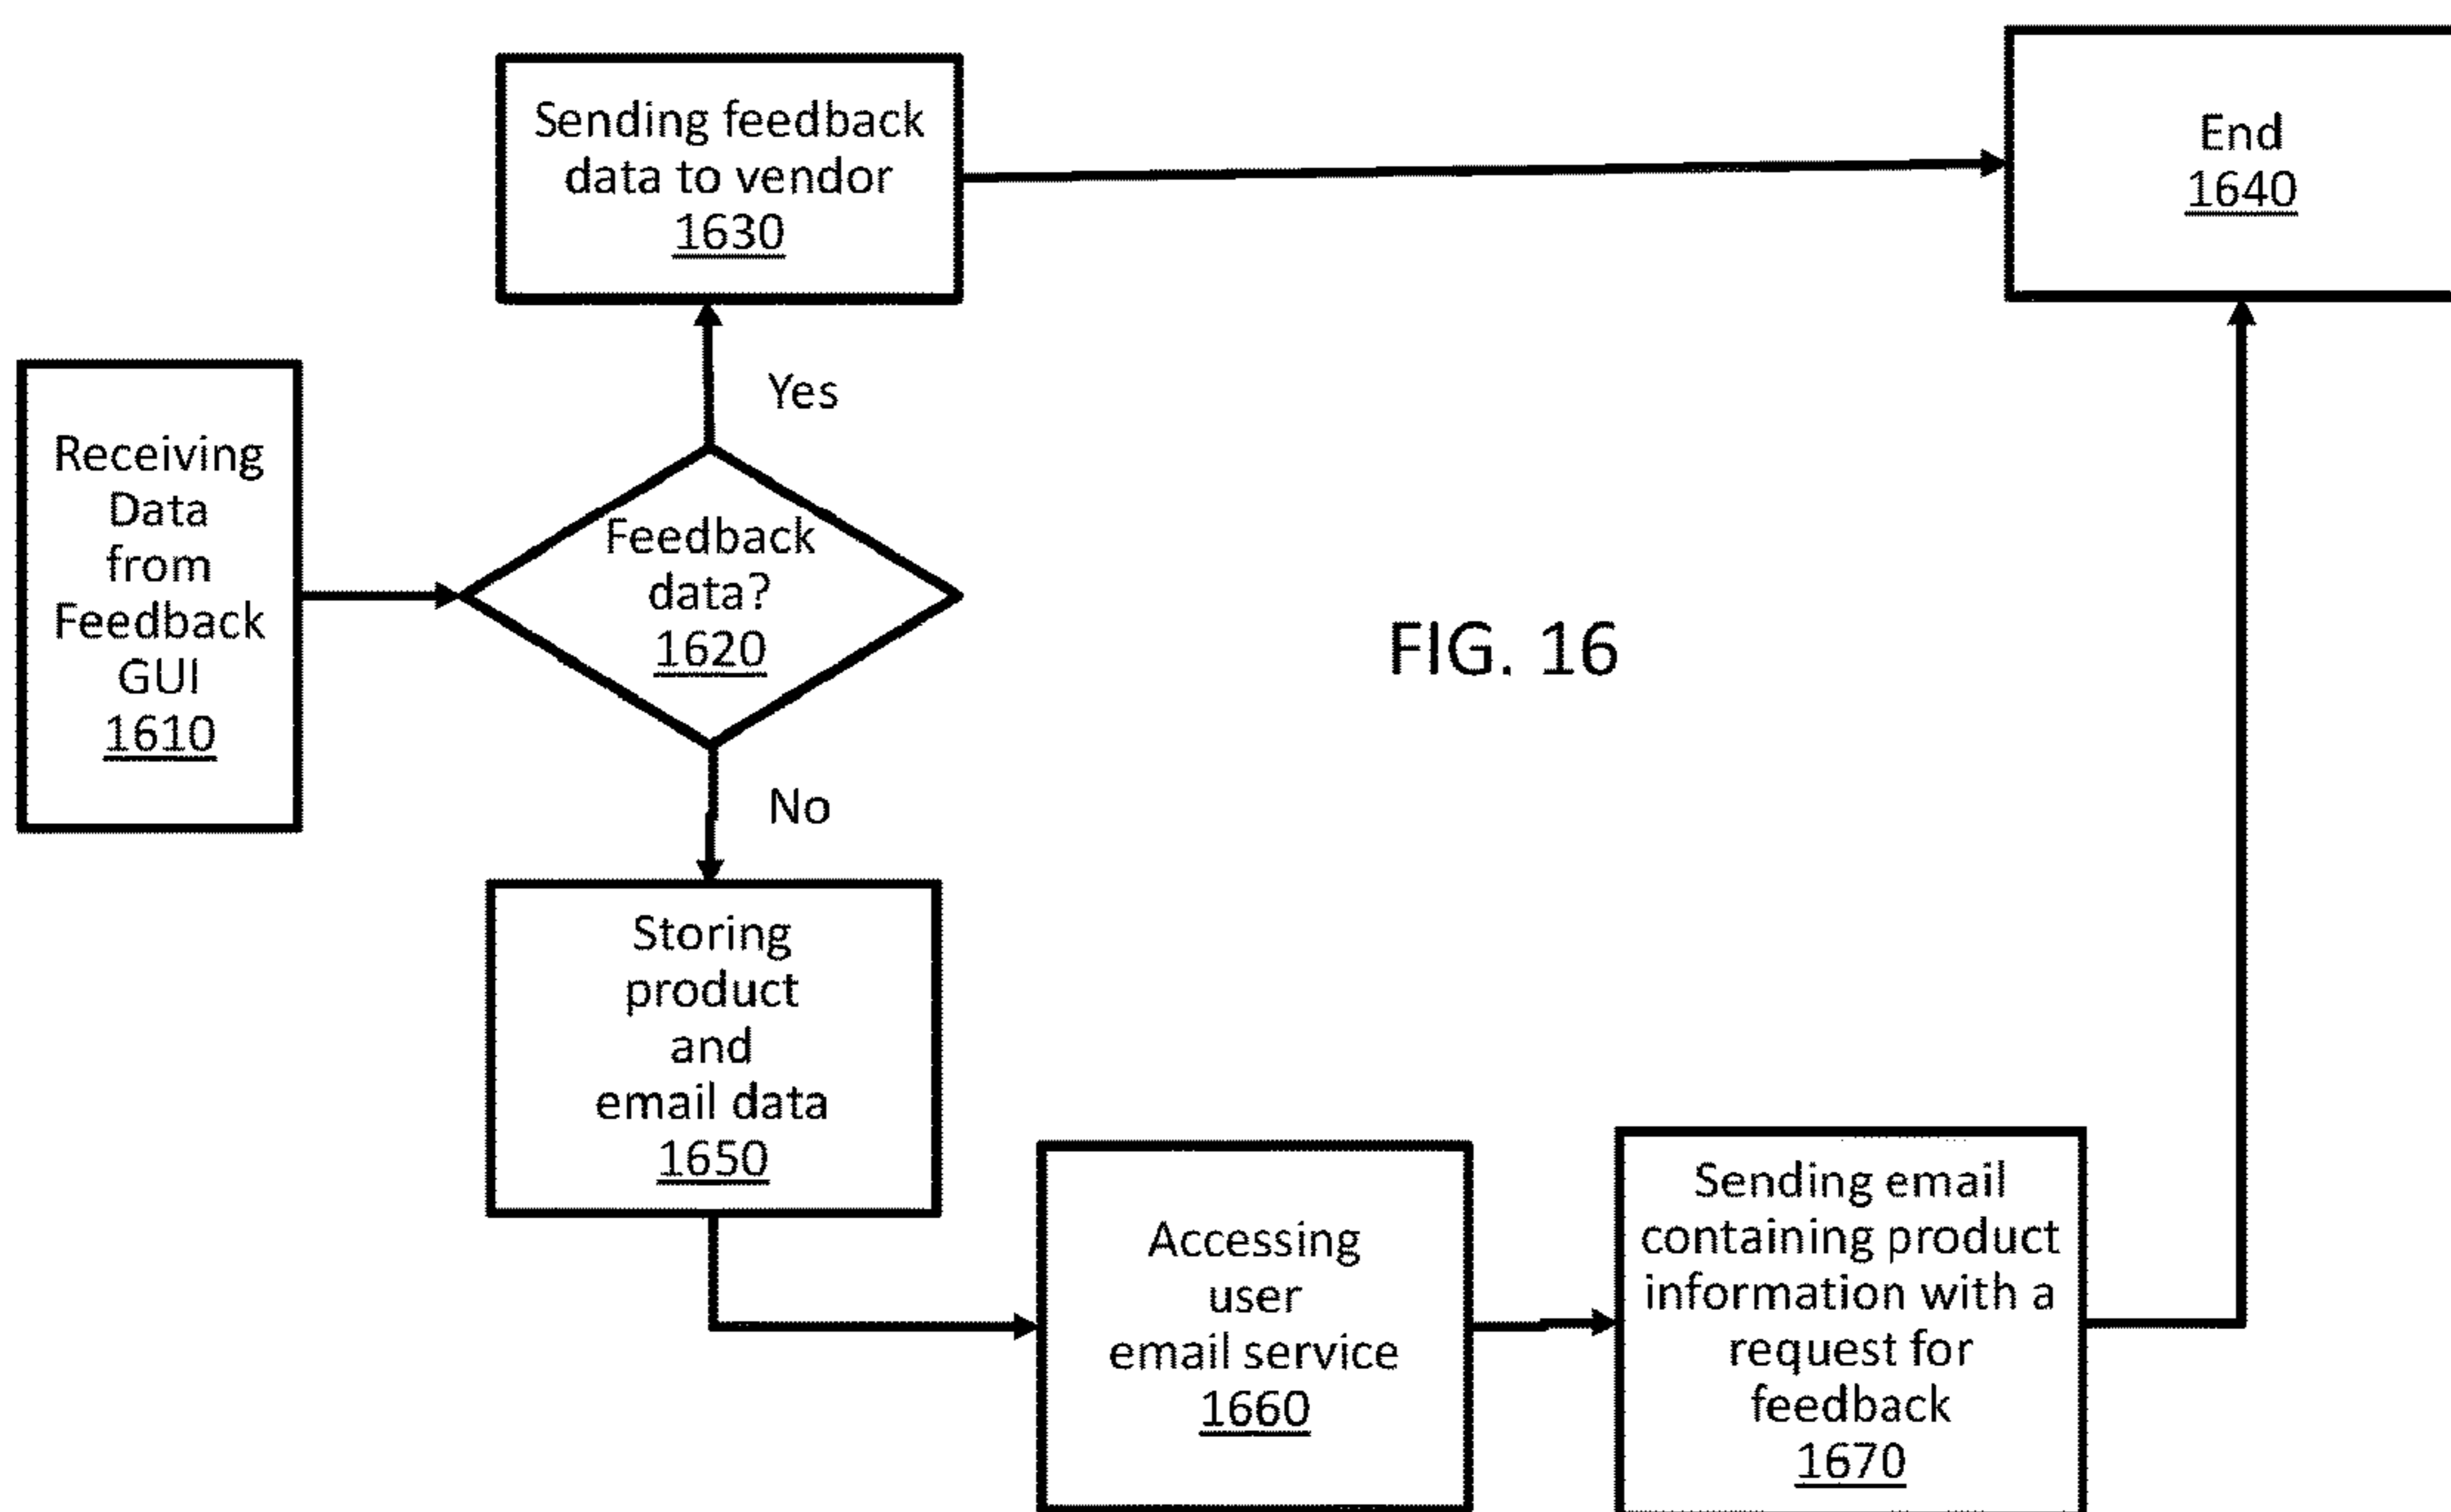 Sending feedback
data to vendor
1630
End
1640
Yes
Receiving
Data
from
Feedback
GUI
1610
Feedback
data?
1620
FIG. 16
No
Storing
product
and
email data
1650
Accessing
user
email service
1660
Sending email
containing product
information with a
request for
feedback
1670